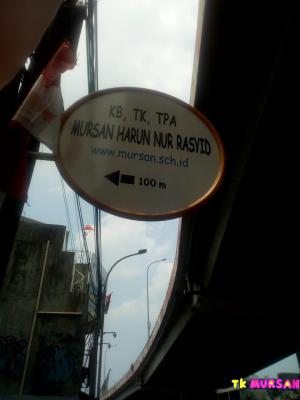 KB, TK, TPA
MURSAN HARUN NUR RASYID
www.mursan.sch.id
100 m
TK MURSAN